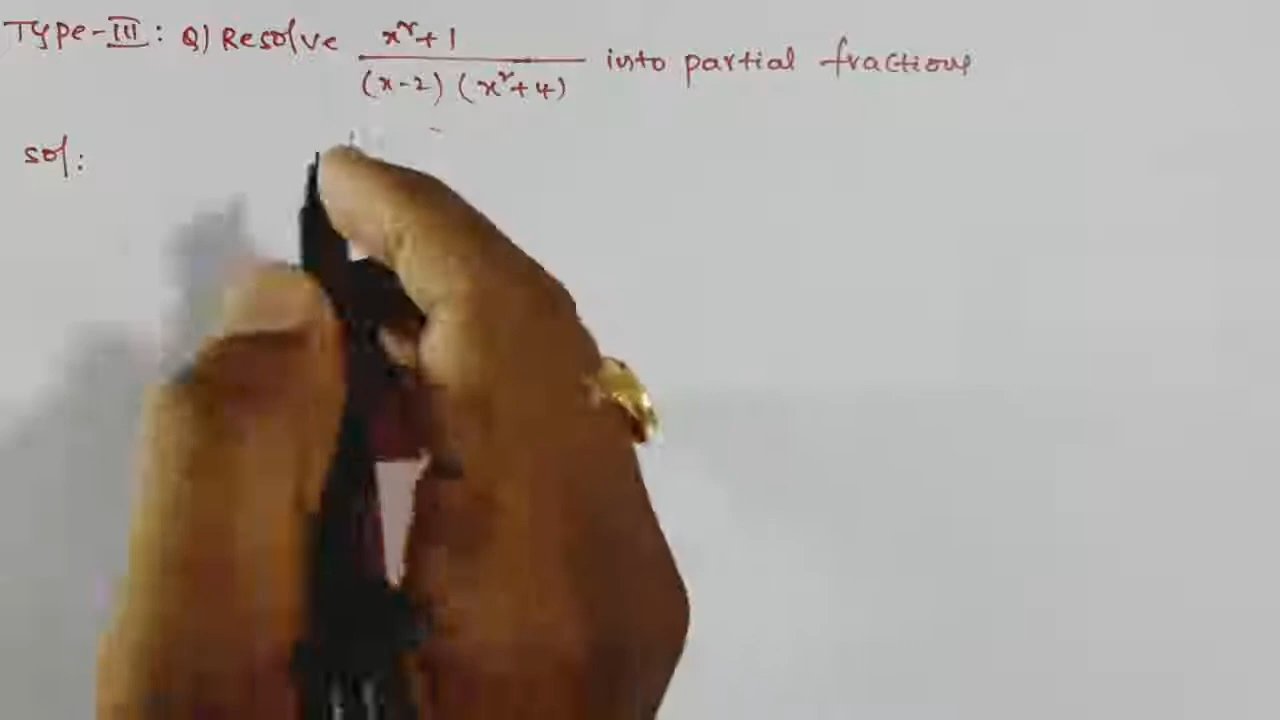 Type-III: Q) Resolve x²+1 / (x-2) (x²+4) into partial fractions
sol: